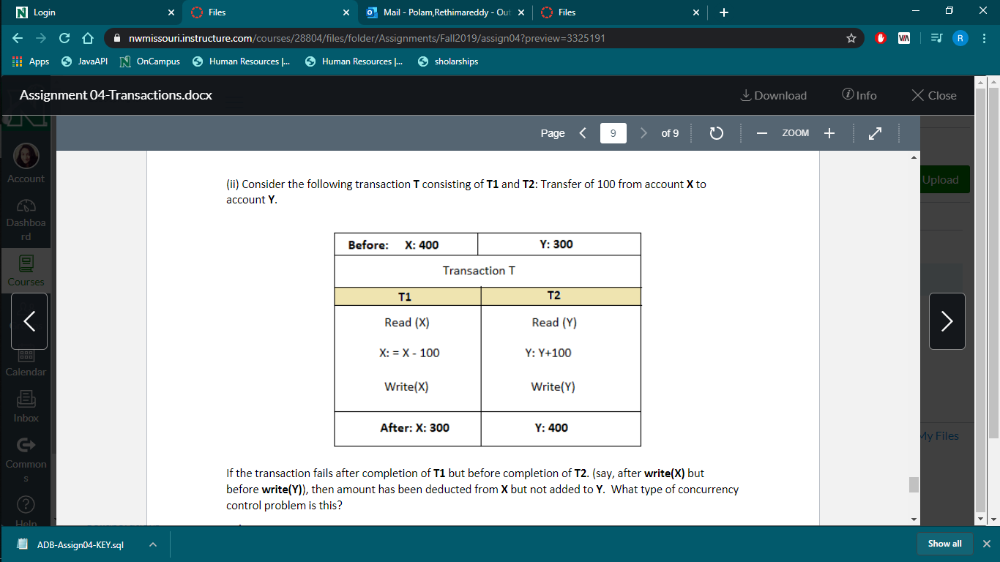 Login
Files
Mail - Polam,Rethimareddy - Out
Files
nwmissouri.instructure.com/courses/28804/files/folder/Assignments/Fall2019/assign04?preview=3325191
VIA
R
Apps
JavaAPI
OnCampus
Human Resources |...
Human Resources |...
sholarships
Assignment 04-Transactions.docx
Download
Info
Close
Page
9
of 9
ZOOM
Account
Dashboa
rd
Courses
Calendar
Inbox
Common
s
Help
Upload
My Files
(ii) Consider the following transaction T consisting of T1 and T2: Transfer of 100 from account X to
account Y.
Before: X: 400
Y: 300
Transaction T
T1
T2
Read (X)
Read (Y)
X: = X - 100
Y: Y+100
Write(X)
Write(Y)
After: X: 300
Y: 400
If the transaction fails after completion of T1 but before completion of T2. (say, after write(X) but
before write(Y)), then amount has been deducted from X but not added to Y. What type of concurrency
control problem is this?
ADB-Assign04-KEY.sql
Show all